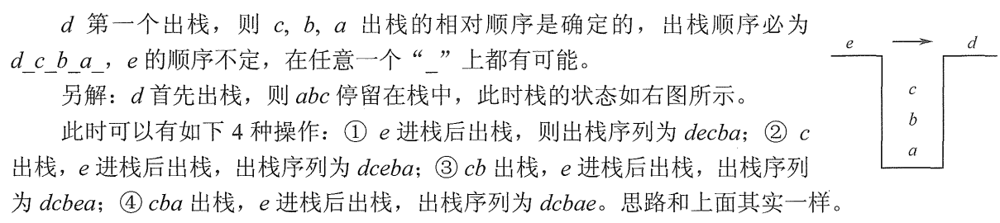 d 第一个出栈，则 c, b, a 出栈的相对顺序是确定的，出栈顺序必为
d_c_b_a_，e 的顺序不定，在任意一个“_”上都有可能。
另解：d 首先出栈，则 abc 停留在栈中，此时栈的状态如右图所示。
此时可以有如下 4 种操作：① e 进栈后出栈，则出栈序列为 decba；② c
出栈，e 进栈后出栈，出栈序列为 dceba；③ cb 出栈，e 进栈后出栈，出栈序列
为 dcbea；④ cba 出栈，e 进栈后出栈，出栈序列为 dcbae。思路和上面其实一样。
e → d
c
b
a